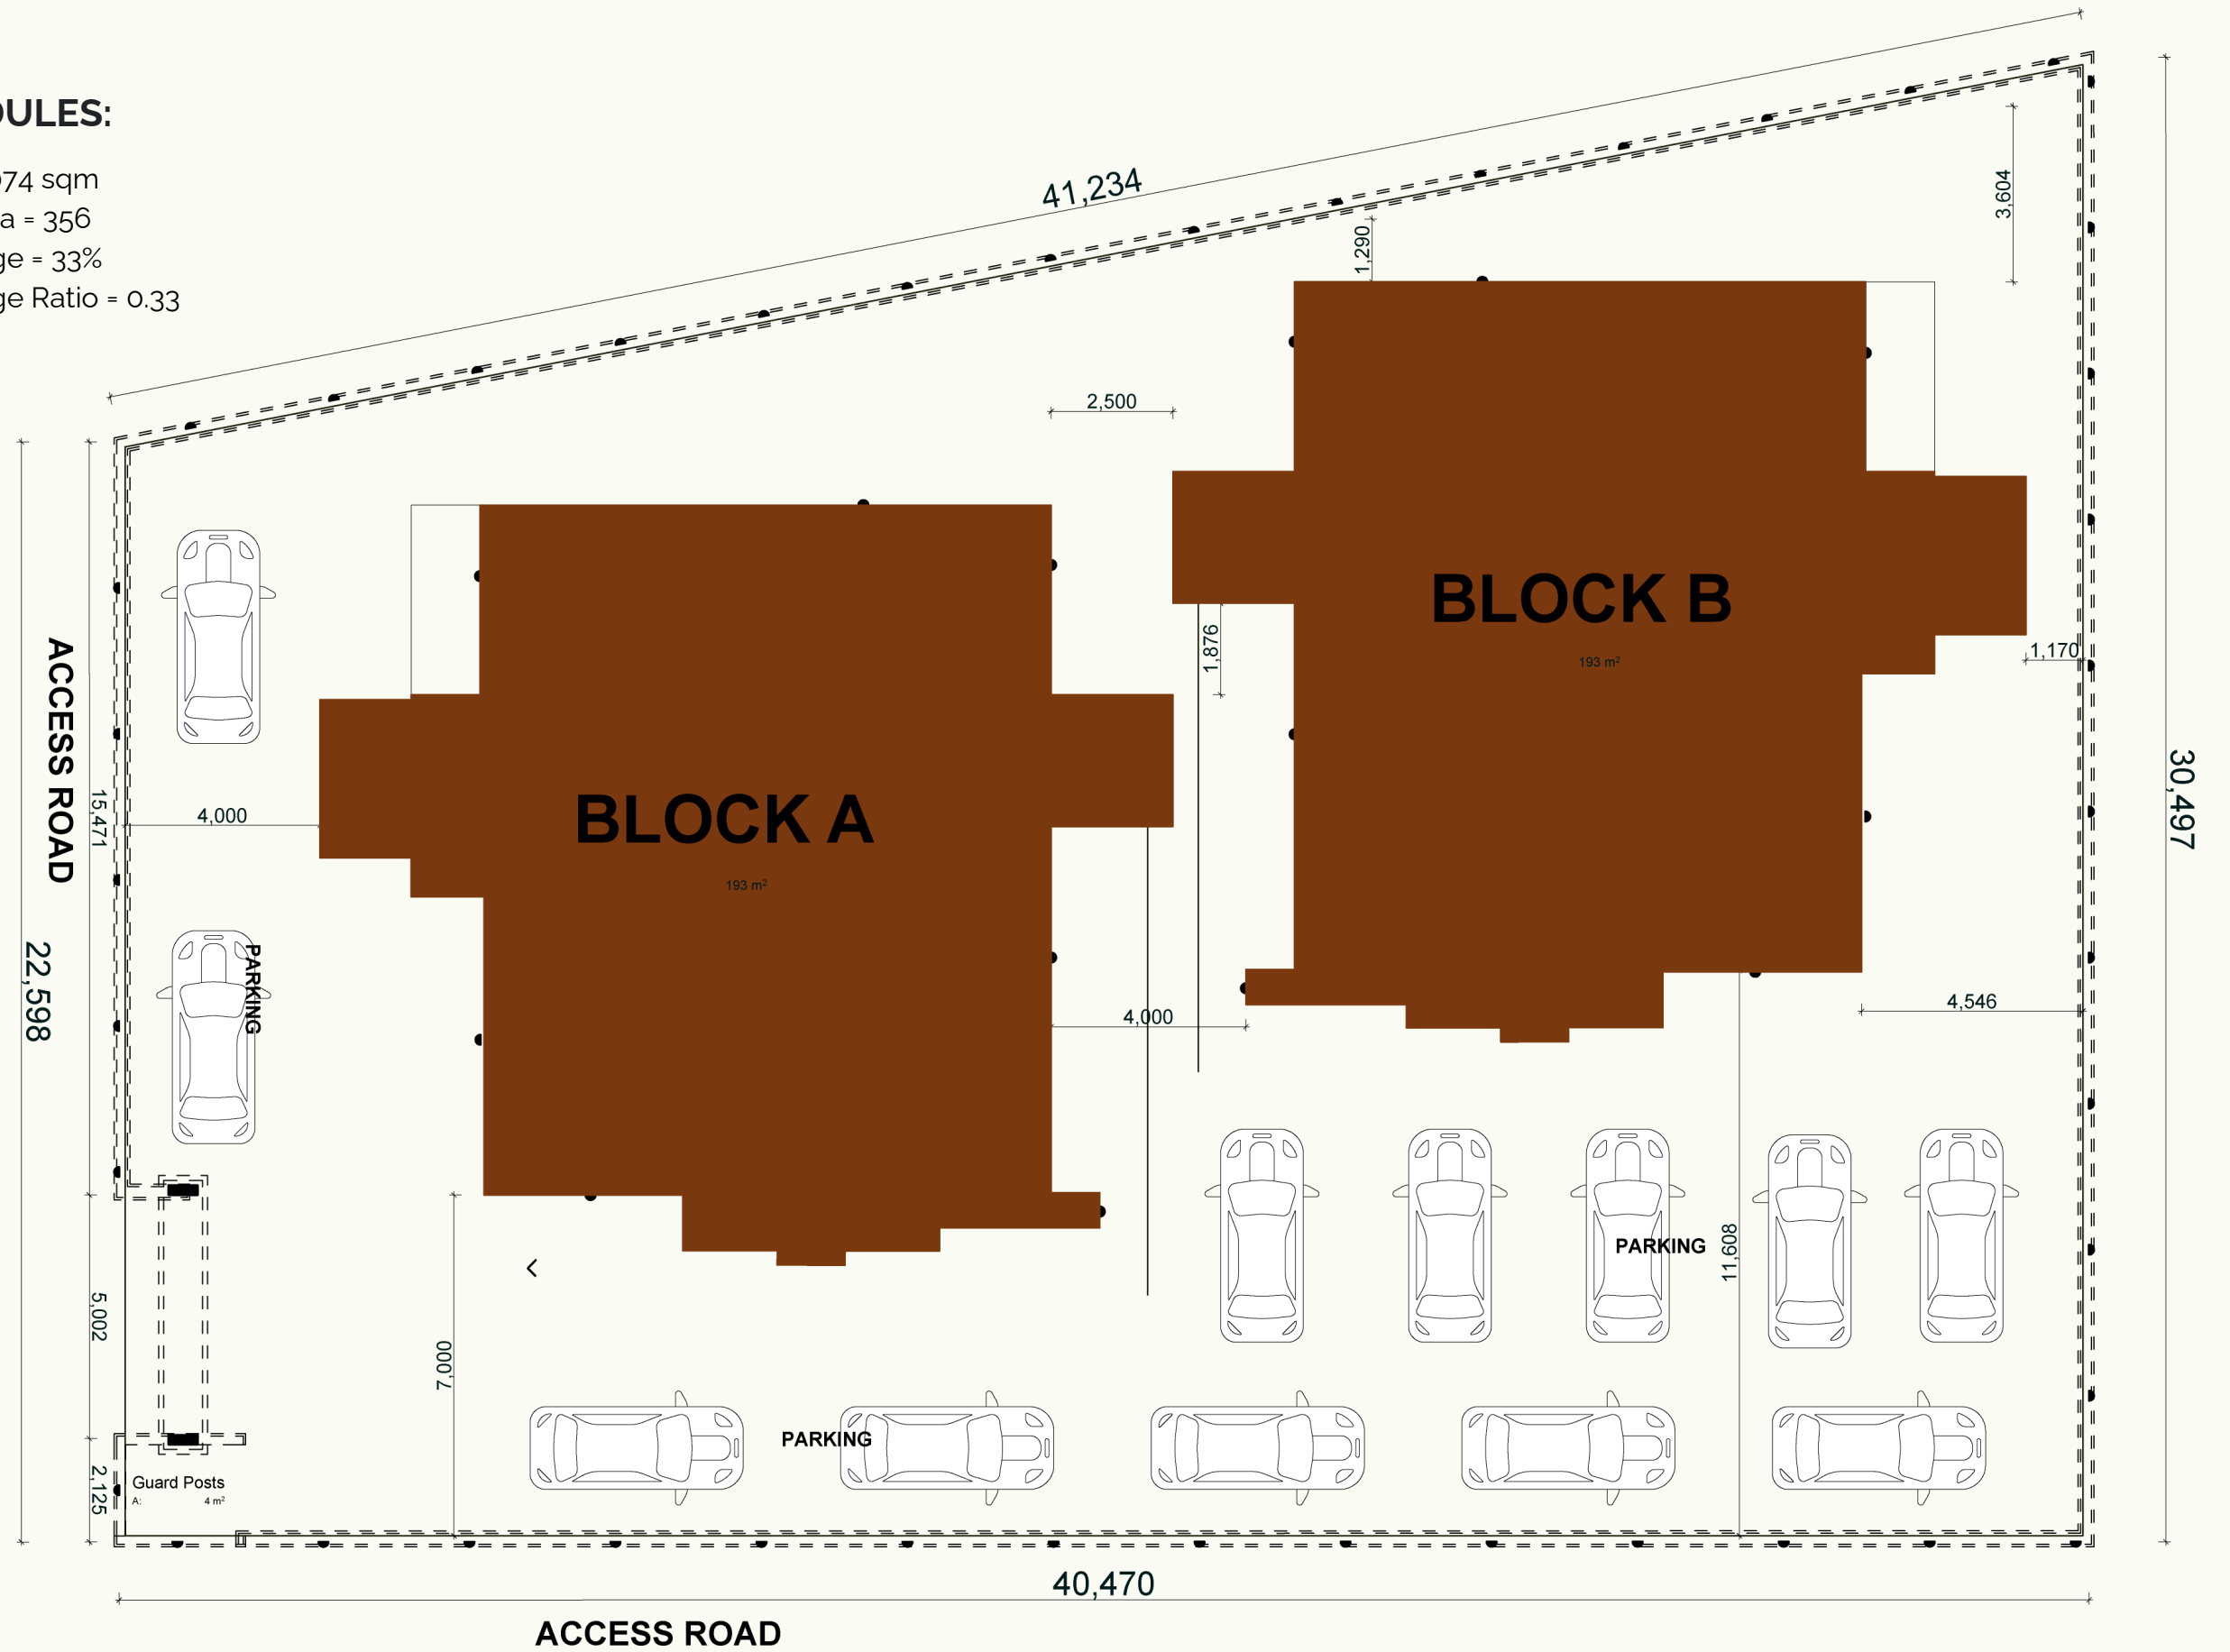 DULES:
974 sqm
a = 356
ge = 33%
ge Ratio = 0.33
41,234
3,604
1,290
2,500
BLOCK B
193 m²
1,876
1,170
ACCESS ROAD
15,471
4,000
BLOCK A
193 m²
30,497
22,598
PARKING
4,000
4,546
PARKING
11,608
5,002
7,000
PARKING
Guard Posts
A: 4 m²
2,125
40,470
ACCESS ROAD